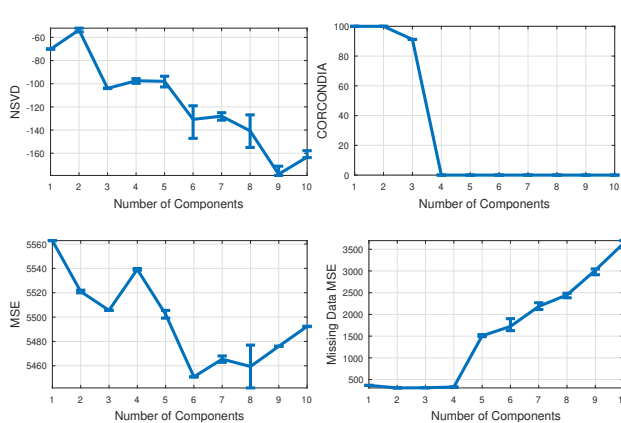 -60
-80
-100
-120
-140
-160
NSVD
1 2 3 4 5 6 7 8 9 10
Number of Components
100
80
60
40
20
0
CORCONDIA
1 2 3 4 5 6 7 8 9 10
Number of Components
5560
5540
5520
5500
5480
5460
MSE
1 2 3 4 5 6 7 8 9 10
Number of Components
3500
3000
2500
2000
1500
1000
500
Missing Data MSE
1 2 3 4 5 6 7 8 9 1
Number of Components